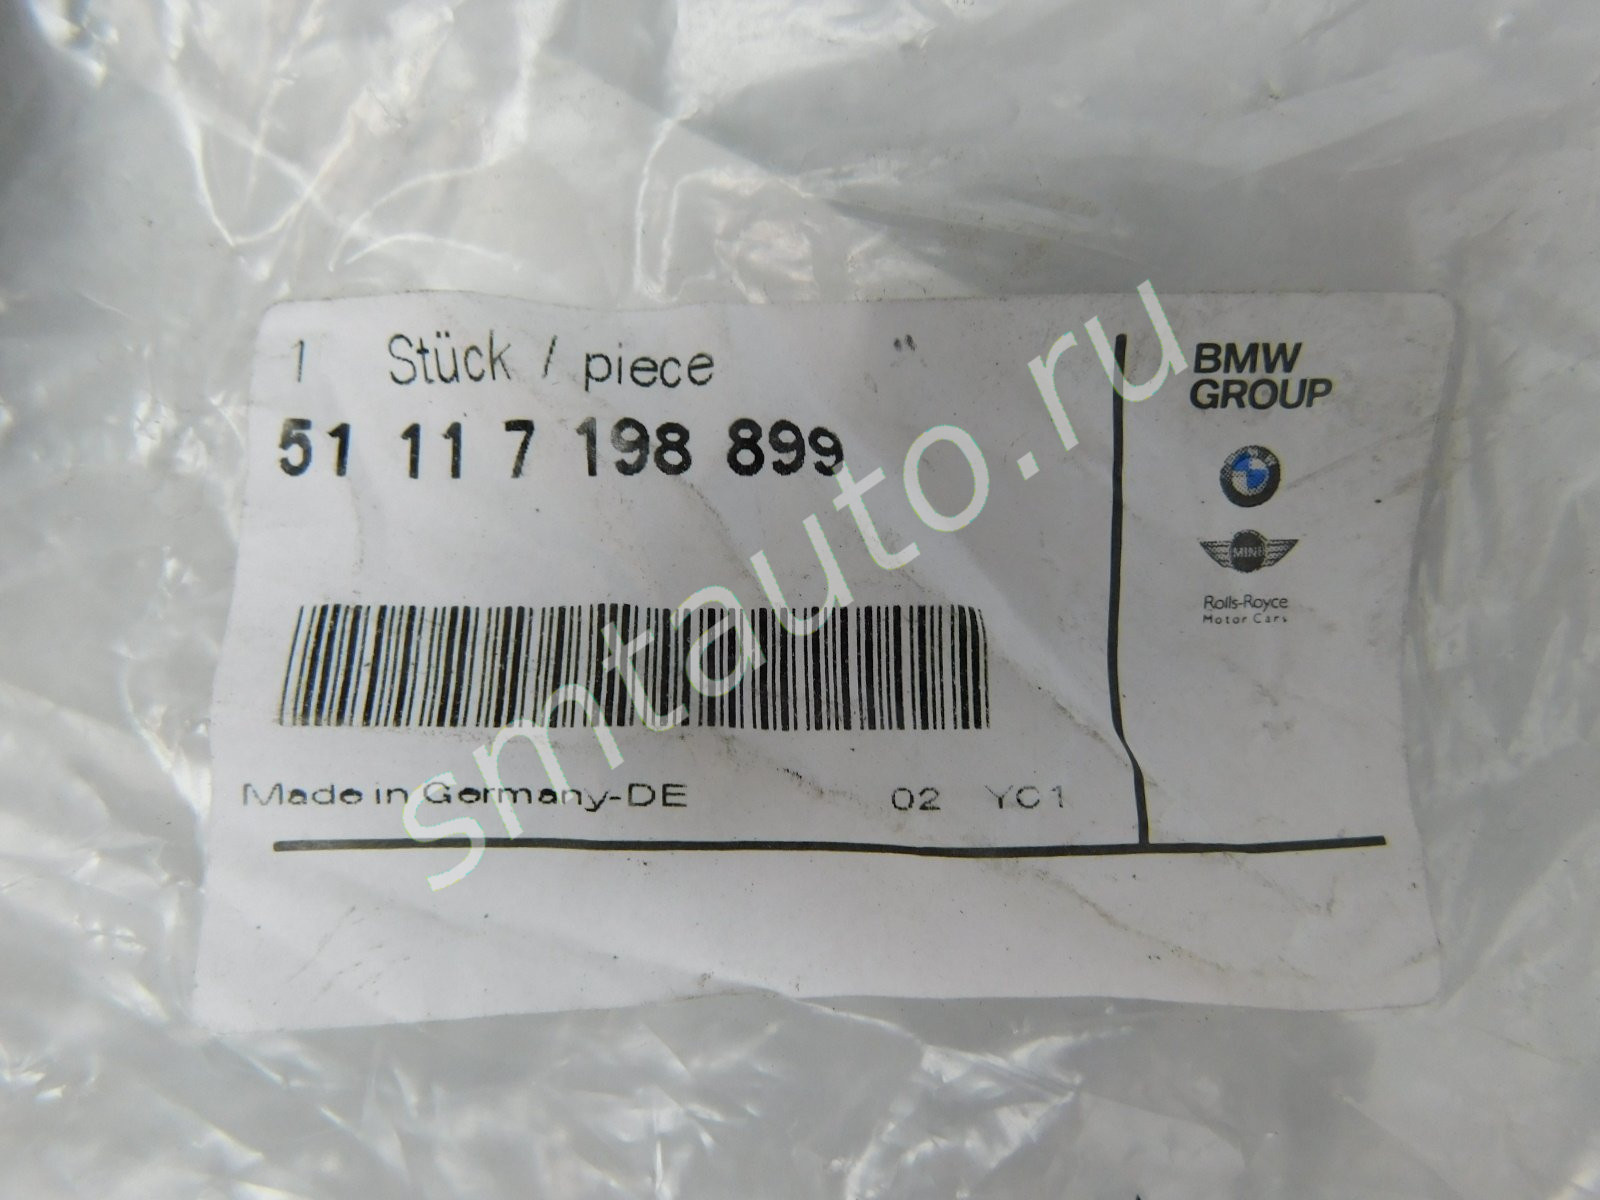 1 Stück / piece
51 11 7 198 899
Made in Germany-DE
02 YC1
BMW
GROUP
BMW
MINI
Rolls-Royce
Motor Cars
smtauto.ru